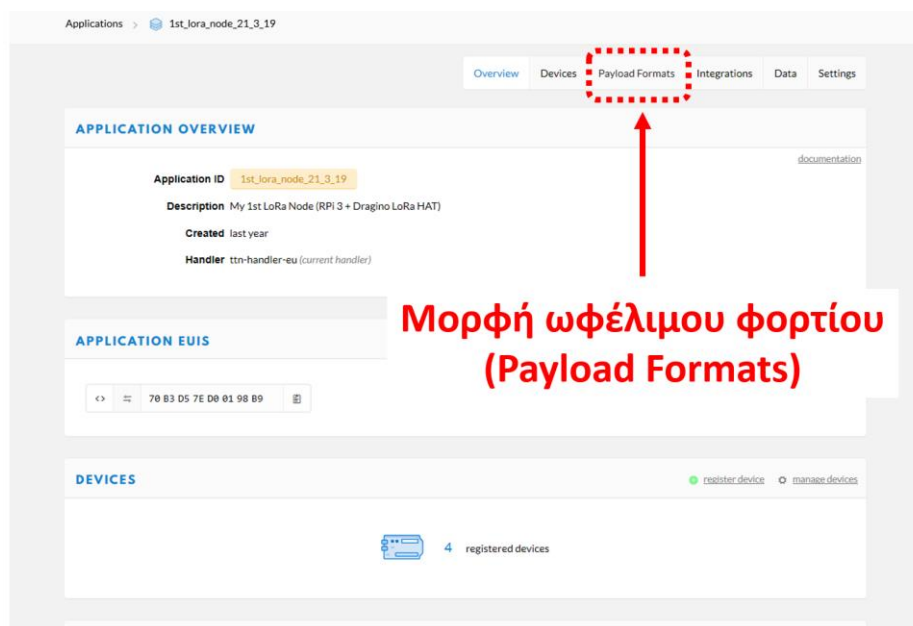 Applications > 1st_lora_node_21_3_19
Overview Devices Payload Formats Integrations Data Settings
APPLICATION OVERVIEW
documentation
Application ID 1st_lora_node_21_3_19
Description My 1st LoRa Node (RPi 3 + Dragino LoRa HAT)
Created last year
Handler ttn-handler-eu (current handler)
Μορφή ωφέλιμου φορτίου
(Payload Formats)
APPLICATION EUIS
<> 70 B3 D5 7E D0 01 98 B9
DEVICES
register device manage devices
4 registered devices